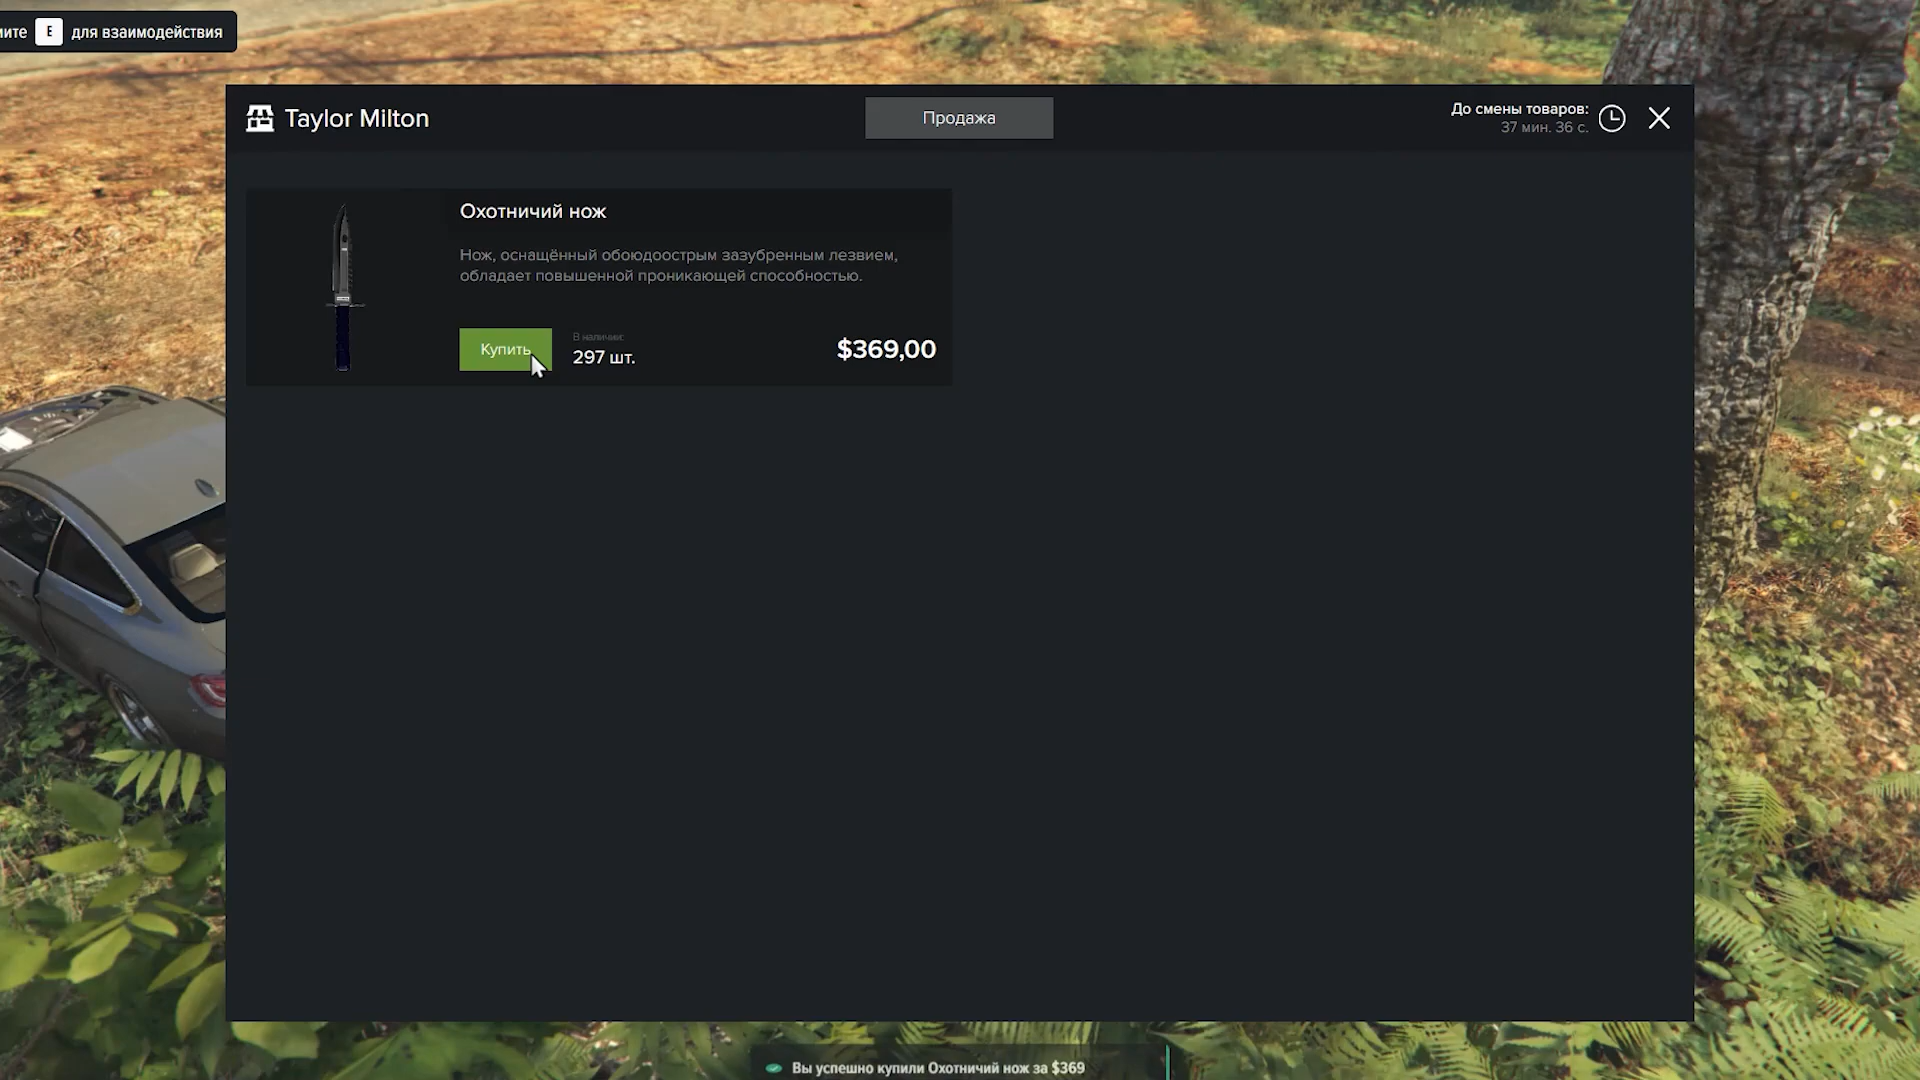 мите E для взаимодействия
Taylor Milton
Продажа
До смены товаров:
37 мин. 36 с.
Охотничий нож
Нож, оснащённый обоюдоострым зазубренным лезвием,
обладает повышенной проникающей способностью.
Купить
В наличии:
297 шт.
$369,00
Вы успешно купили Охотничий нож за $369